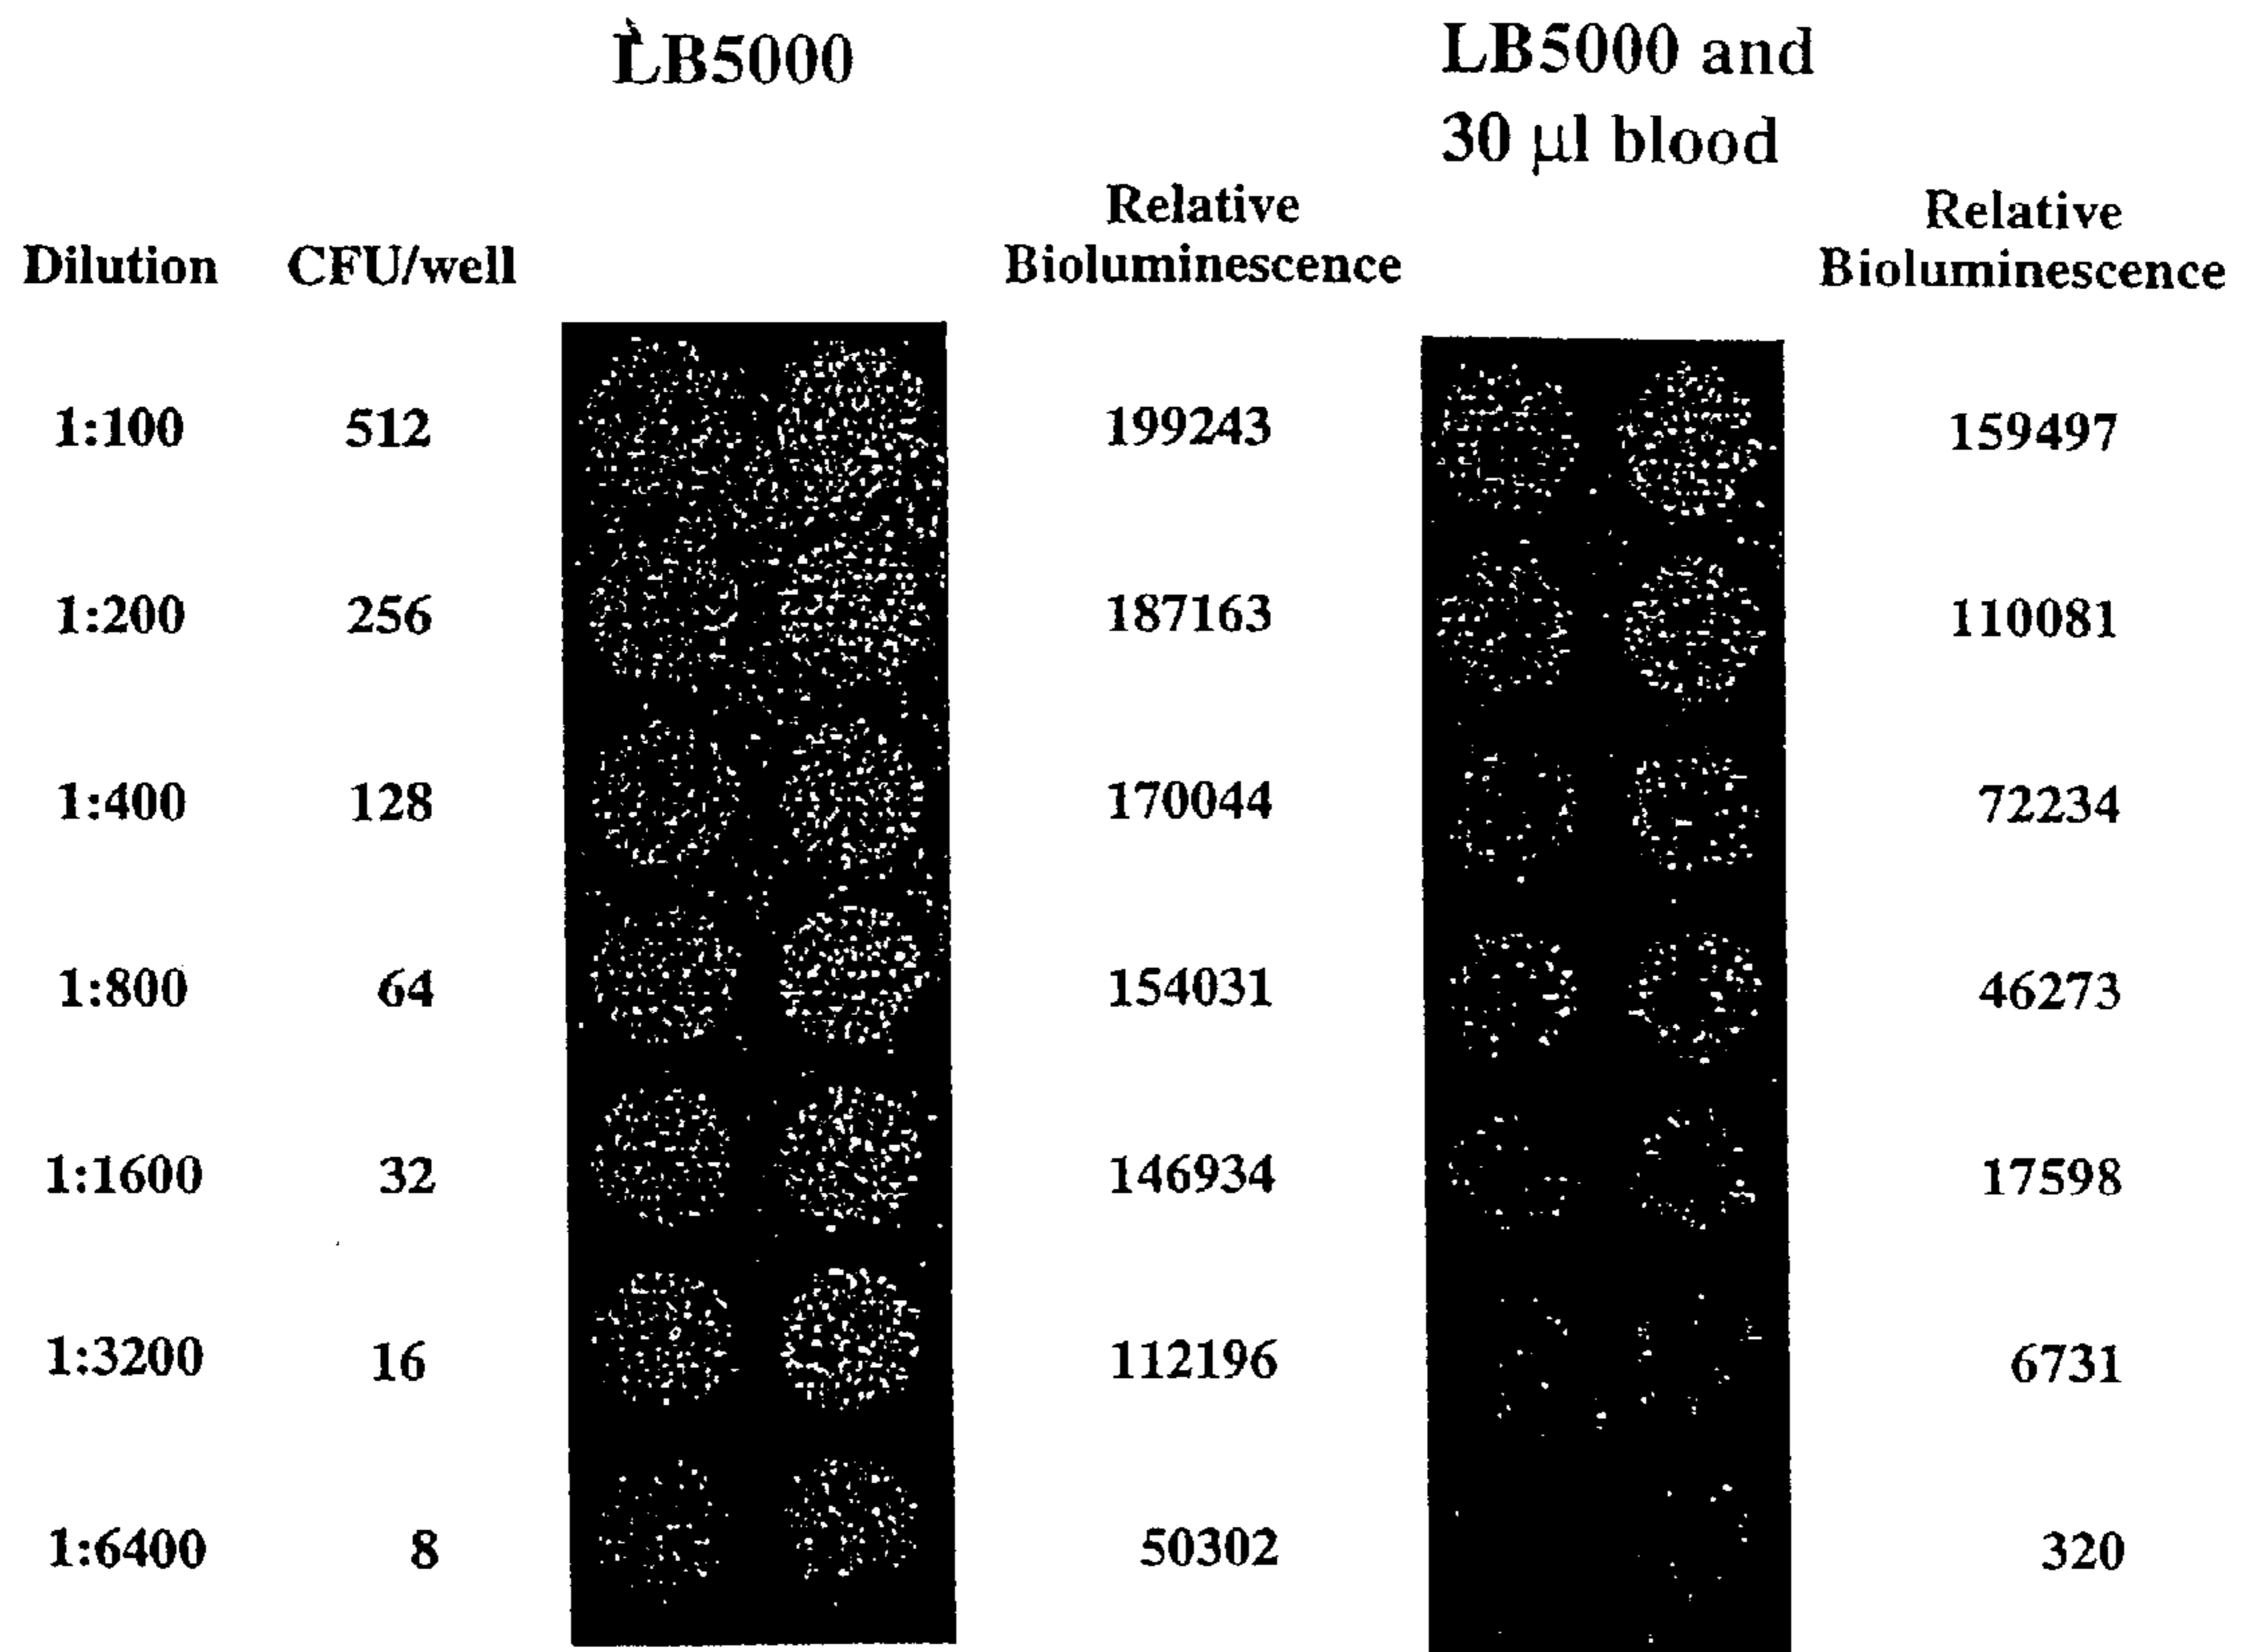 LB5000
LB5000 and
30 µl blood
Relative
Bioluminescence
Relative
Bioluminescence
Dilution CFU/well
1:100 512 199243 159497
1:200 256 187163 110081
1:400 128 170044 72234
1:800 64 154031 46273
1:1600 32 146934 17598
1:3200 16 112196 6731
1:6400 8 50302 320